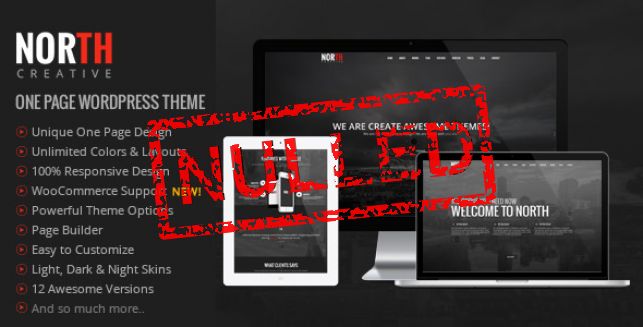 NORTH
CREATIVE
ONE PAGE WORDPRESS THEME
Unique One Page Design
Unlimited Colors & Layouts
100% Responsive Design
WooCommerce Support NEW!
Powerful Theme Options
Page Builder
Easy to Customize
Light, Dark & Night Skins
12 Awesome Versions
And so much more..
NULLED
NORTH
WE ARE CREATE AWESOME THEMES
WHAT CLIENTS SAYS
WELCOME TO NORTH